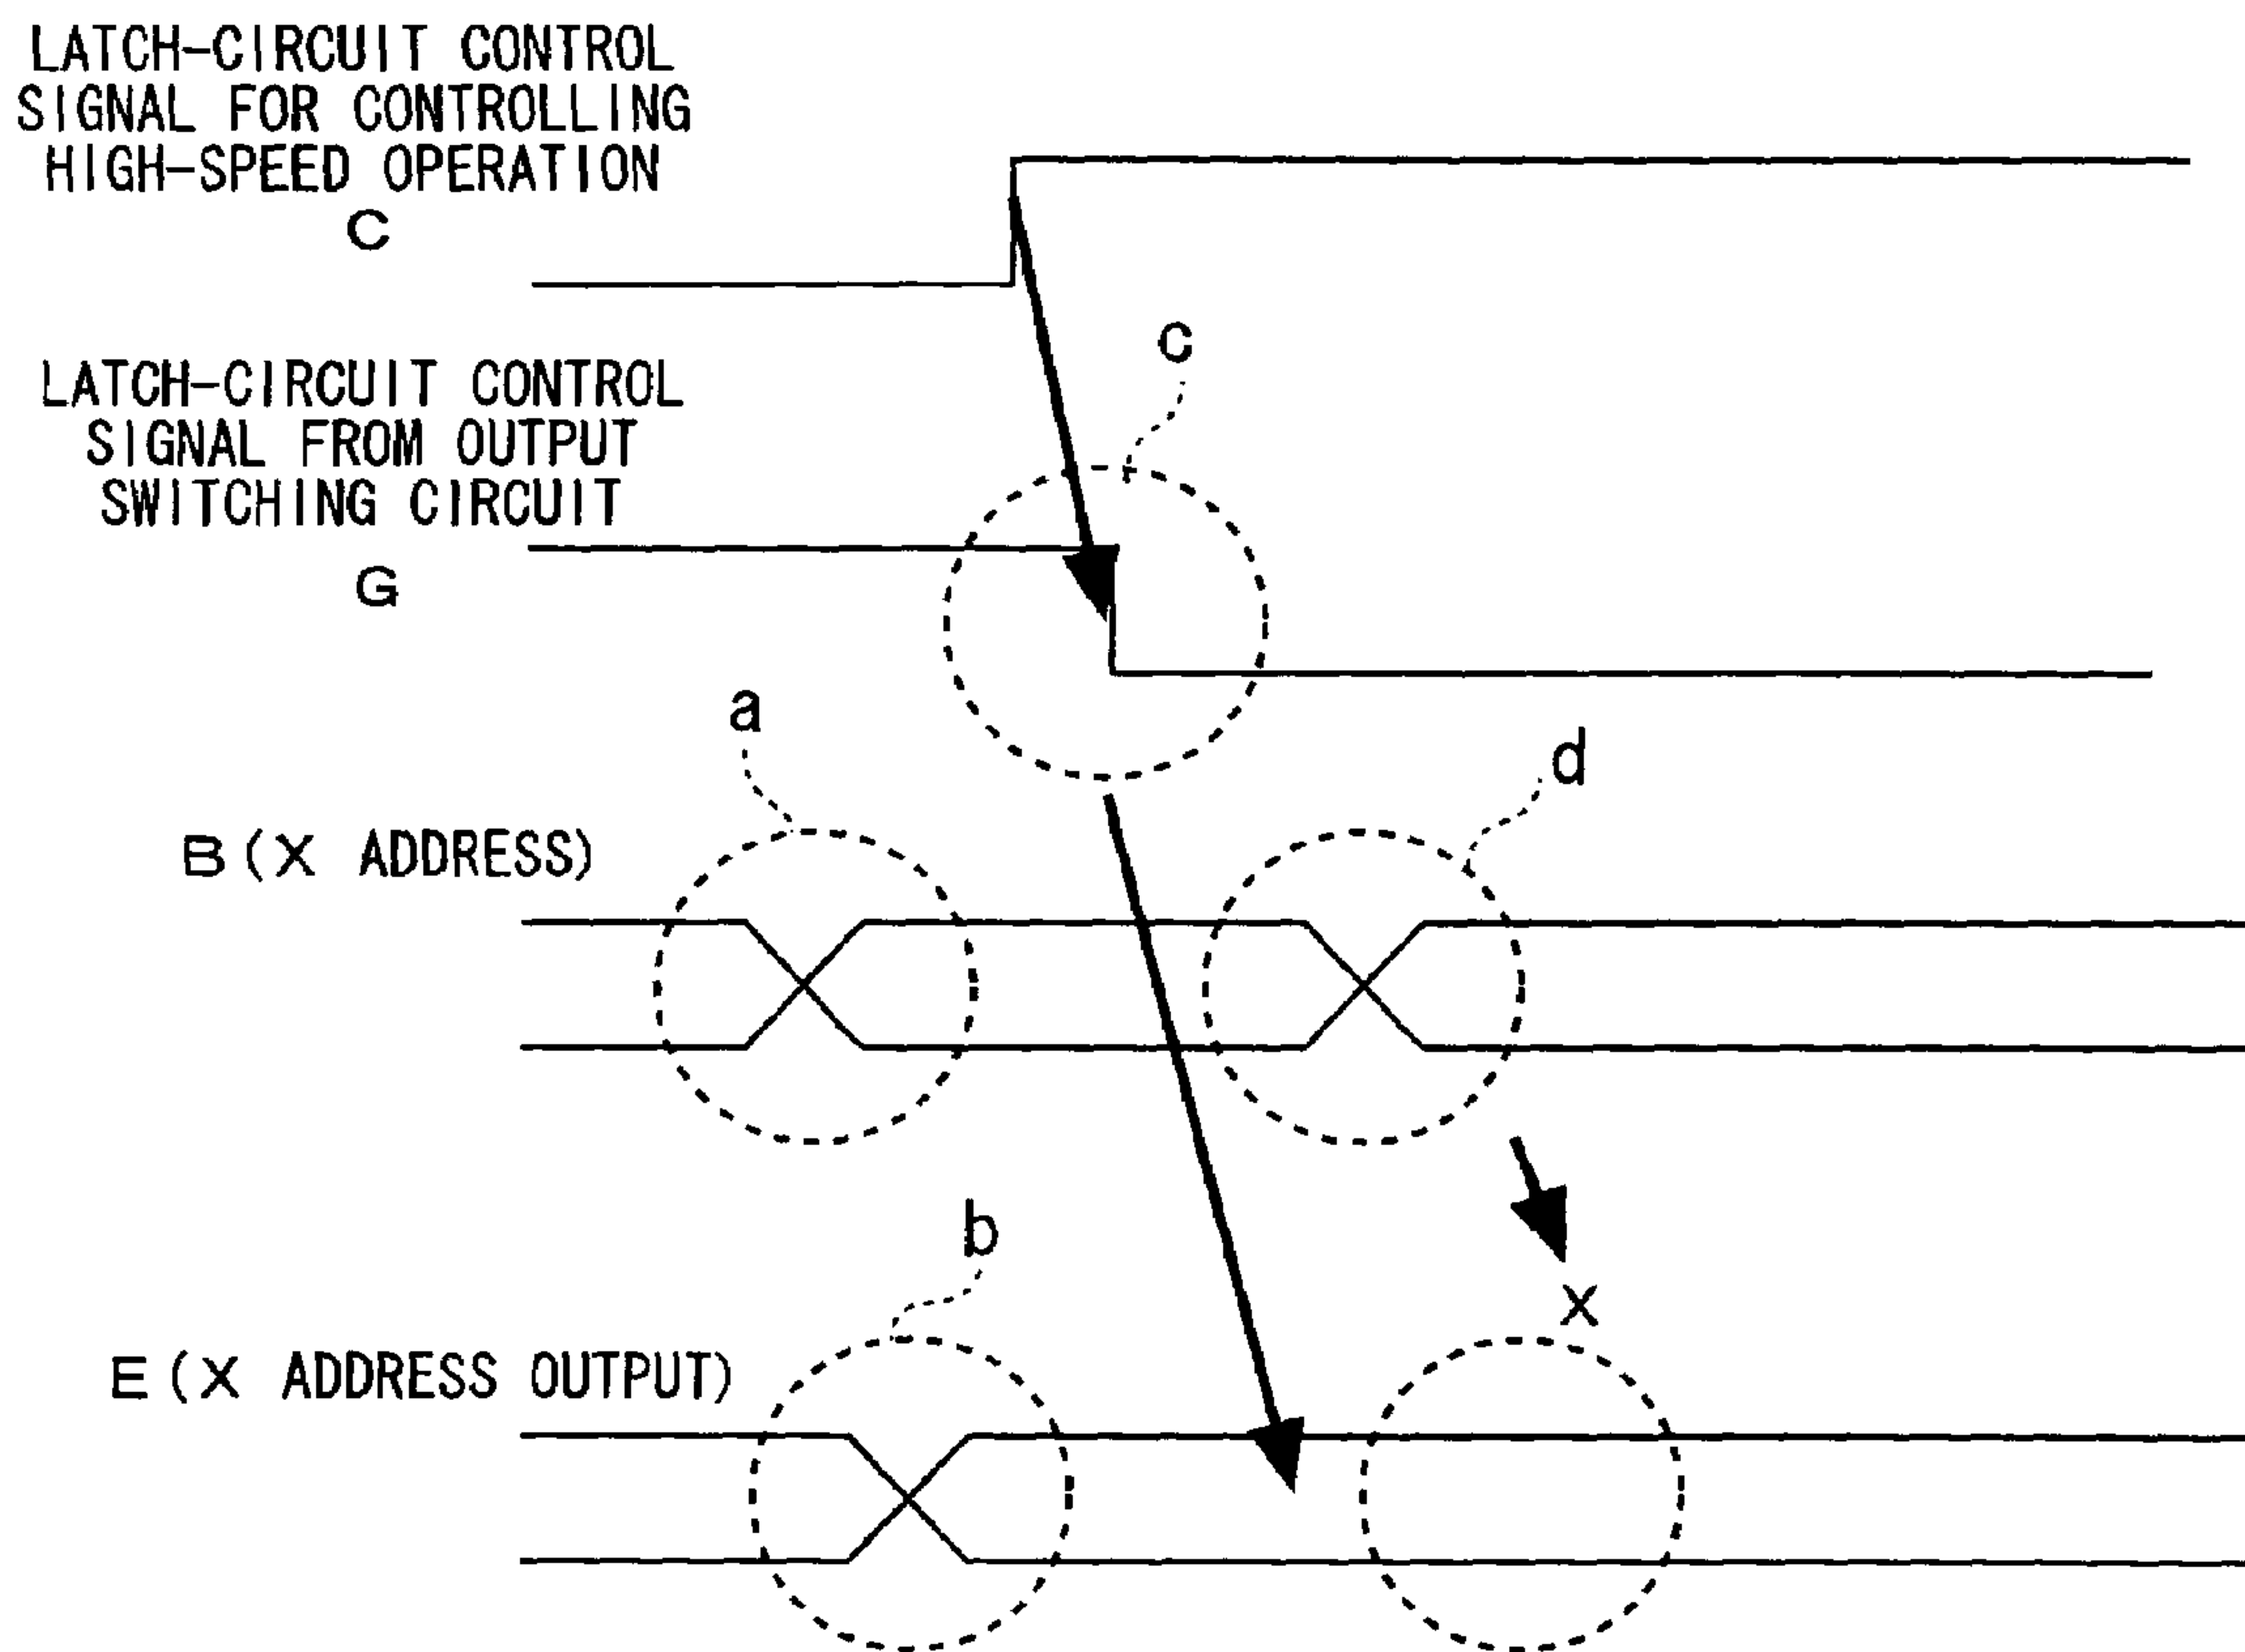 LATCH-CIRCUIT CONTROL
SIGNAL FOR CONTROLLING
HIGH-SPEED OPERATION
C
c
LATCH-CIRCUIT CONTROL
SIGNAL FROM OUTPUT
SWITCHING CIRCUIT
G
a
d
B (X ADDRESS)
b
x
E (X ADDRESS OUTPUT)